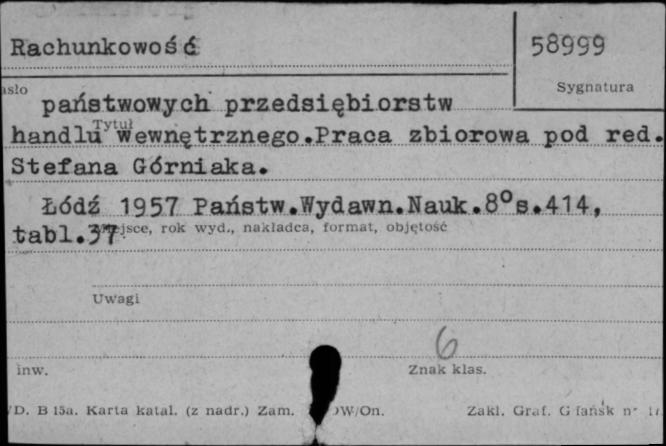 Rachunkowość
58999
Sygnatura
państwowych przedsiębiorstw
Tytuł
handlu wewnętrznego.Praca zbiorowa pod red.
Stefana Górniaka.
Łódź 1957 Państw.Wydawn.Nauk.8°s.414,
tabl.37
Miejsce, rok wyd., nakładca, format, objętość
Uwagi
6
inw.
Znak klas.
D. B 15a. Karta katal. (z nadr.) Zam. OW/On.
Zakł. Graf. Gdańsk